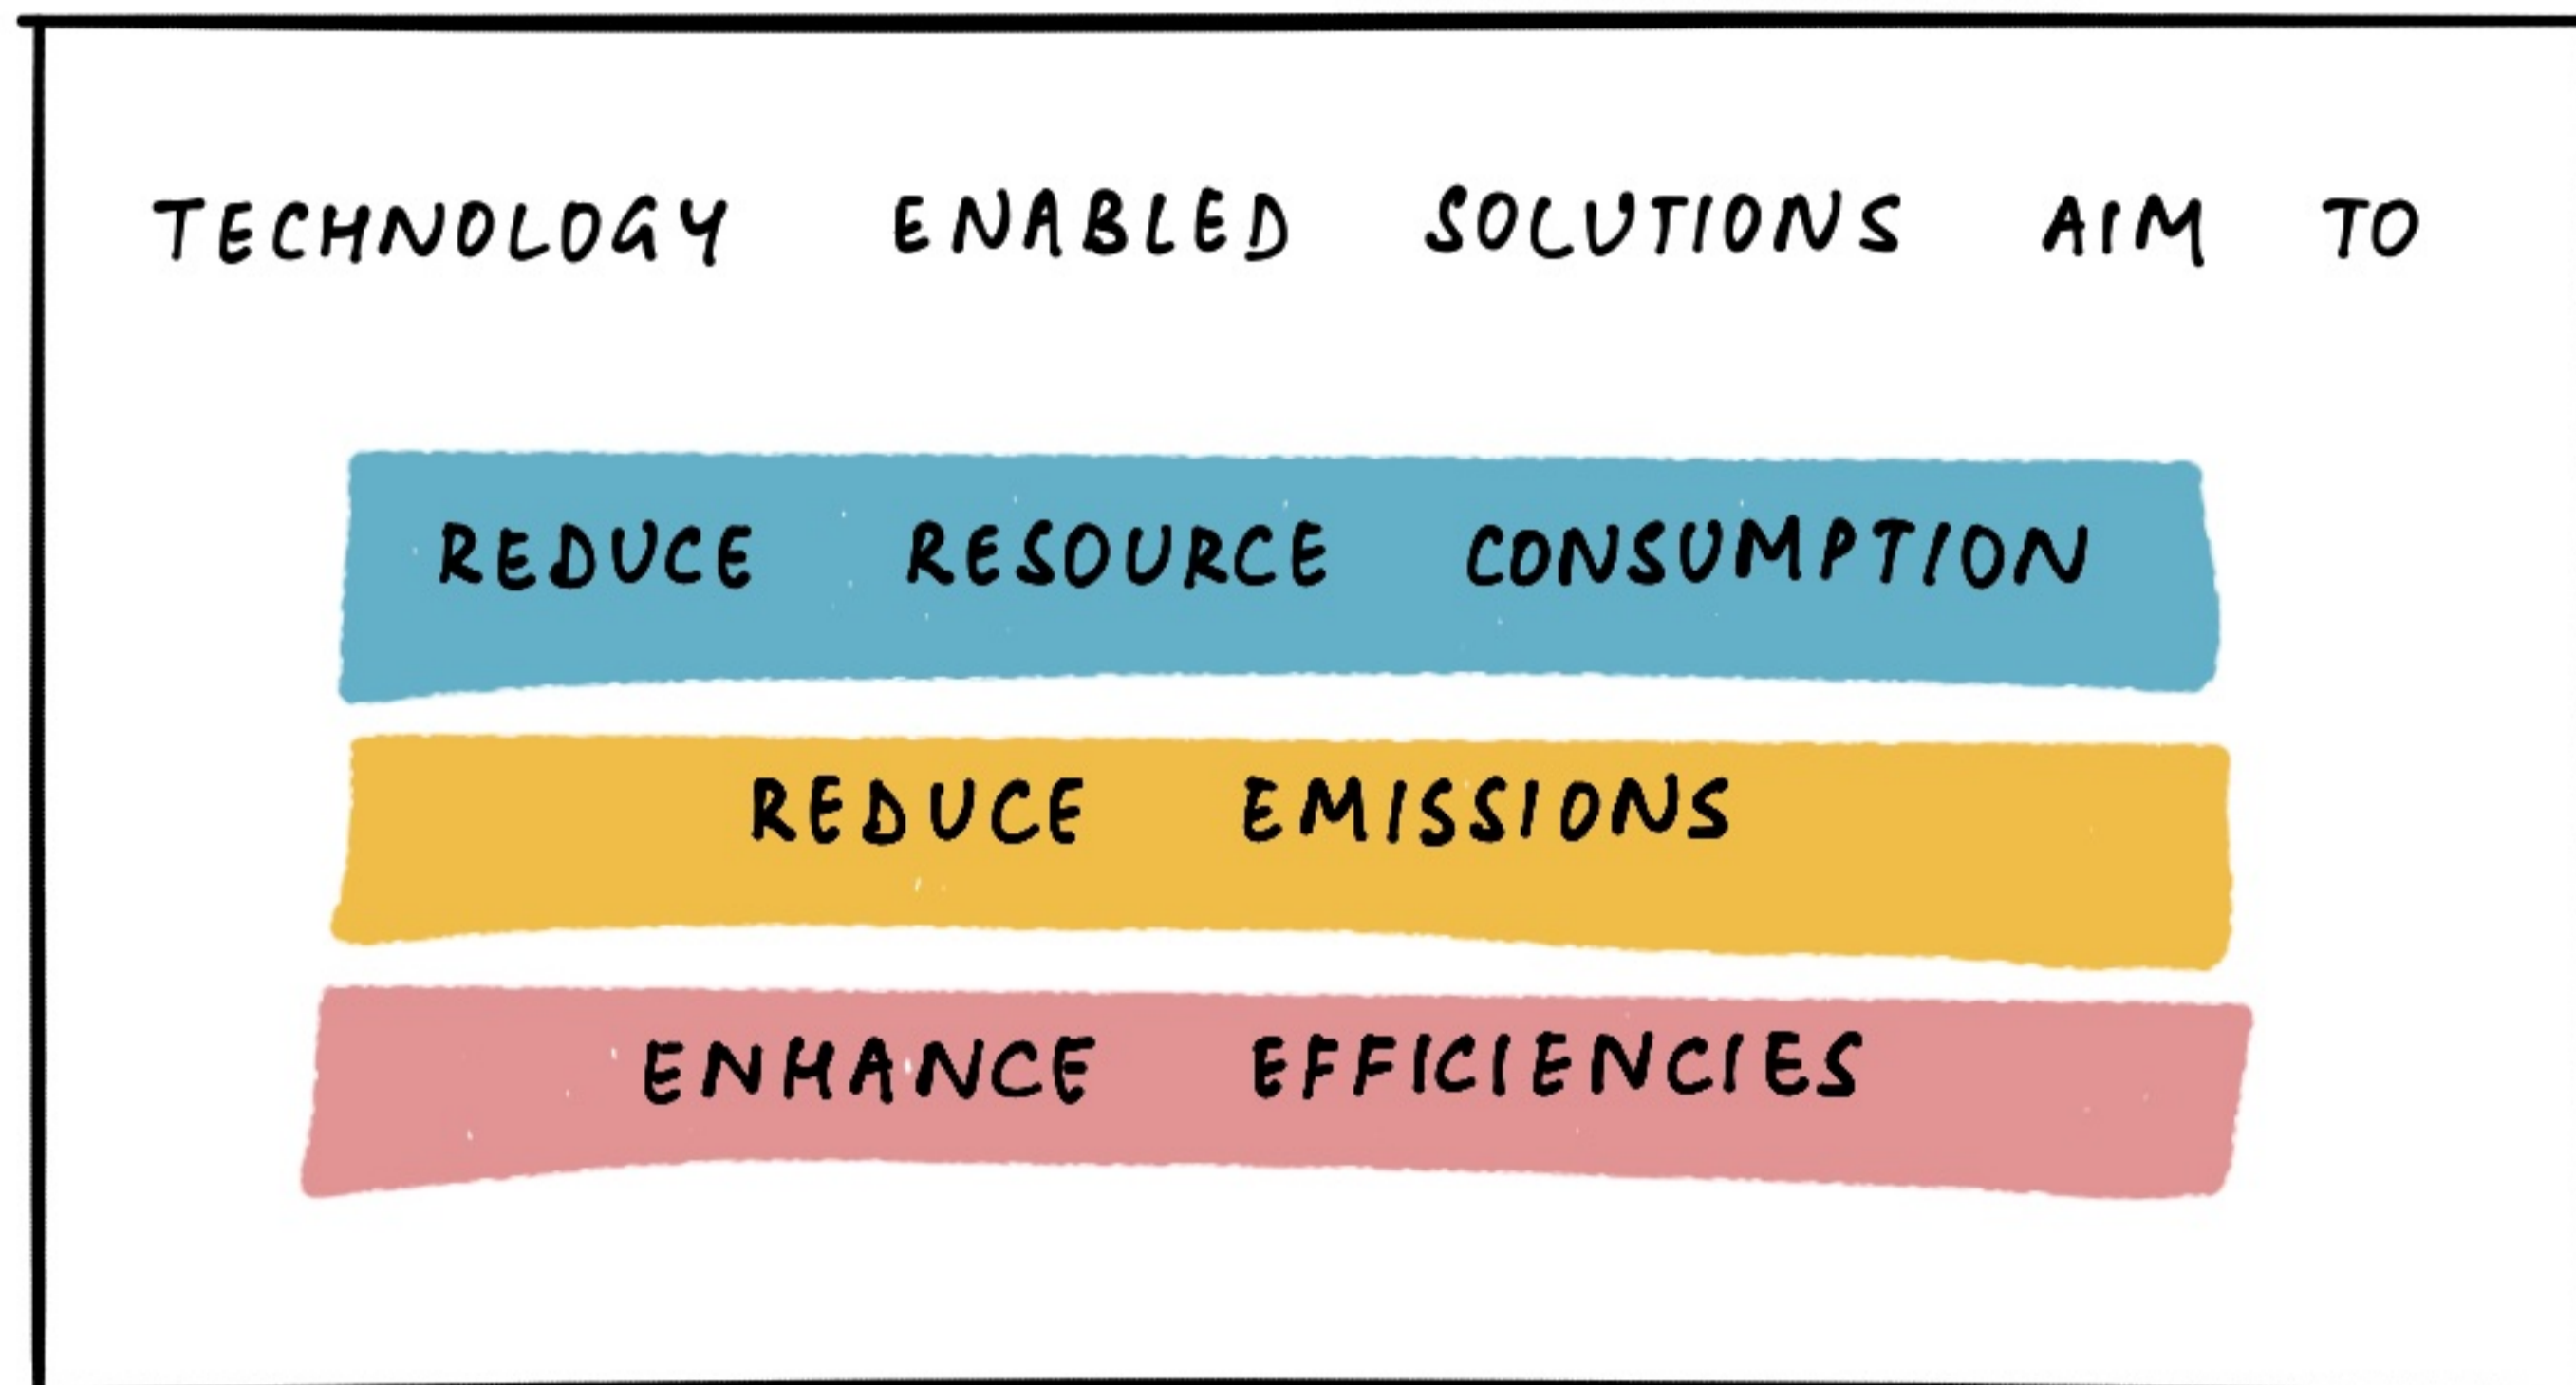 TECHNOLOGY ENABLED SOLUTIONS AIM TO
REDUCE RESOURCE CONSUMPTION
REDUCE EMISSIONS
ENHANCE EFFICIENCIES